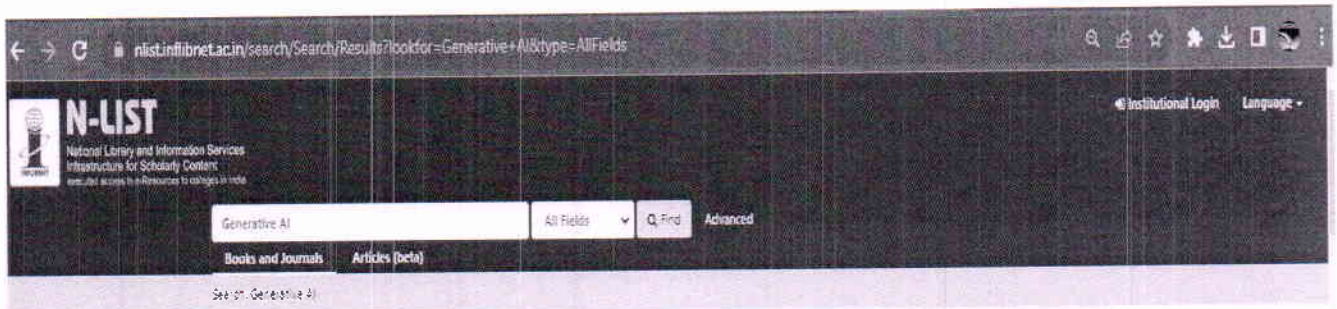 nlist.inflibnet.ac.in/search/Search/Results?lookfor=Generative+AI&type=AllFields
N-LIST
Institutional Login Language
National Library and Information Services
Infrastructure for Scholarly Content
Generative AI All Fields Find Advanced
Books and Journals Articles (beta)
Search: Generative AI